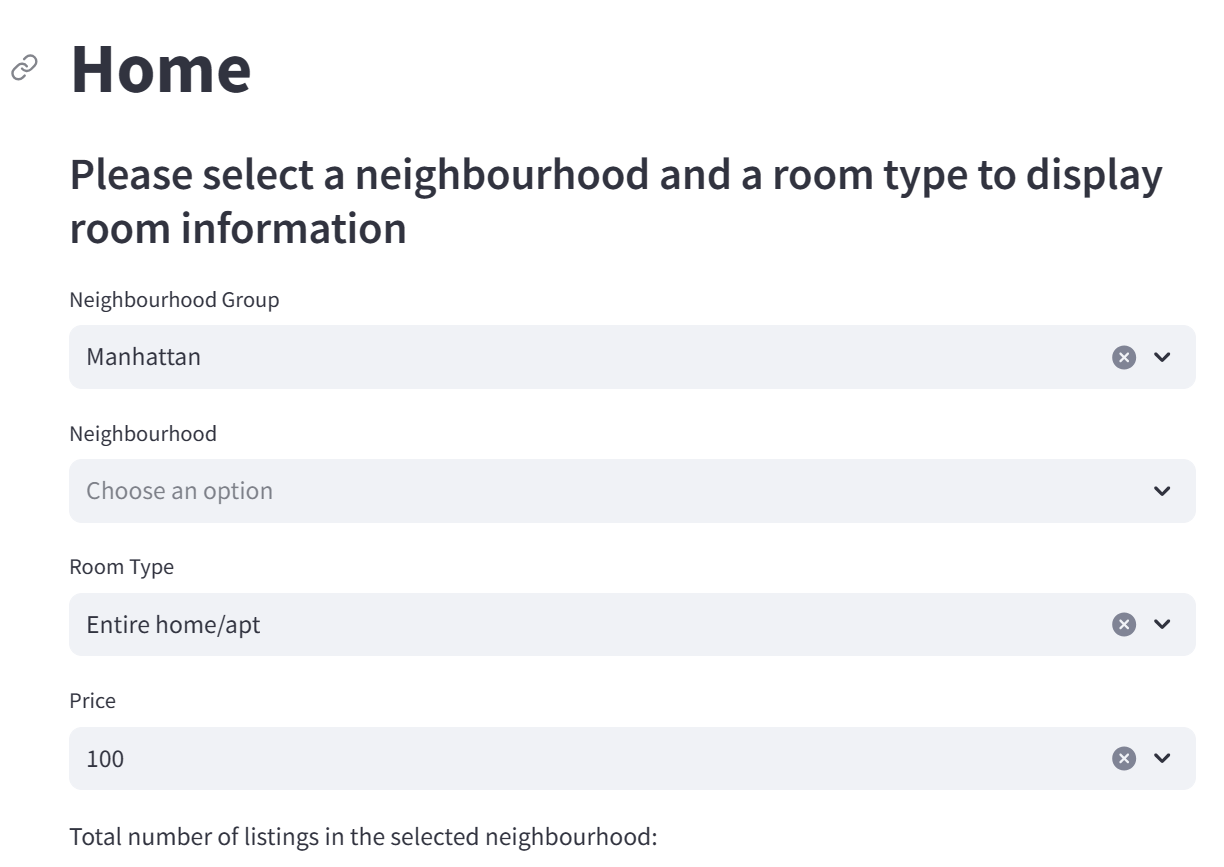 Home
Please select a neighbourhood and a room type to display
room information
Neighbourhood Group
Manhattan
Neighbourhood
Choose an option
Room Type
Entire home/apt
Price
100
Total number of listings in the selected neighbourhood: